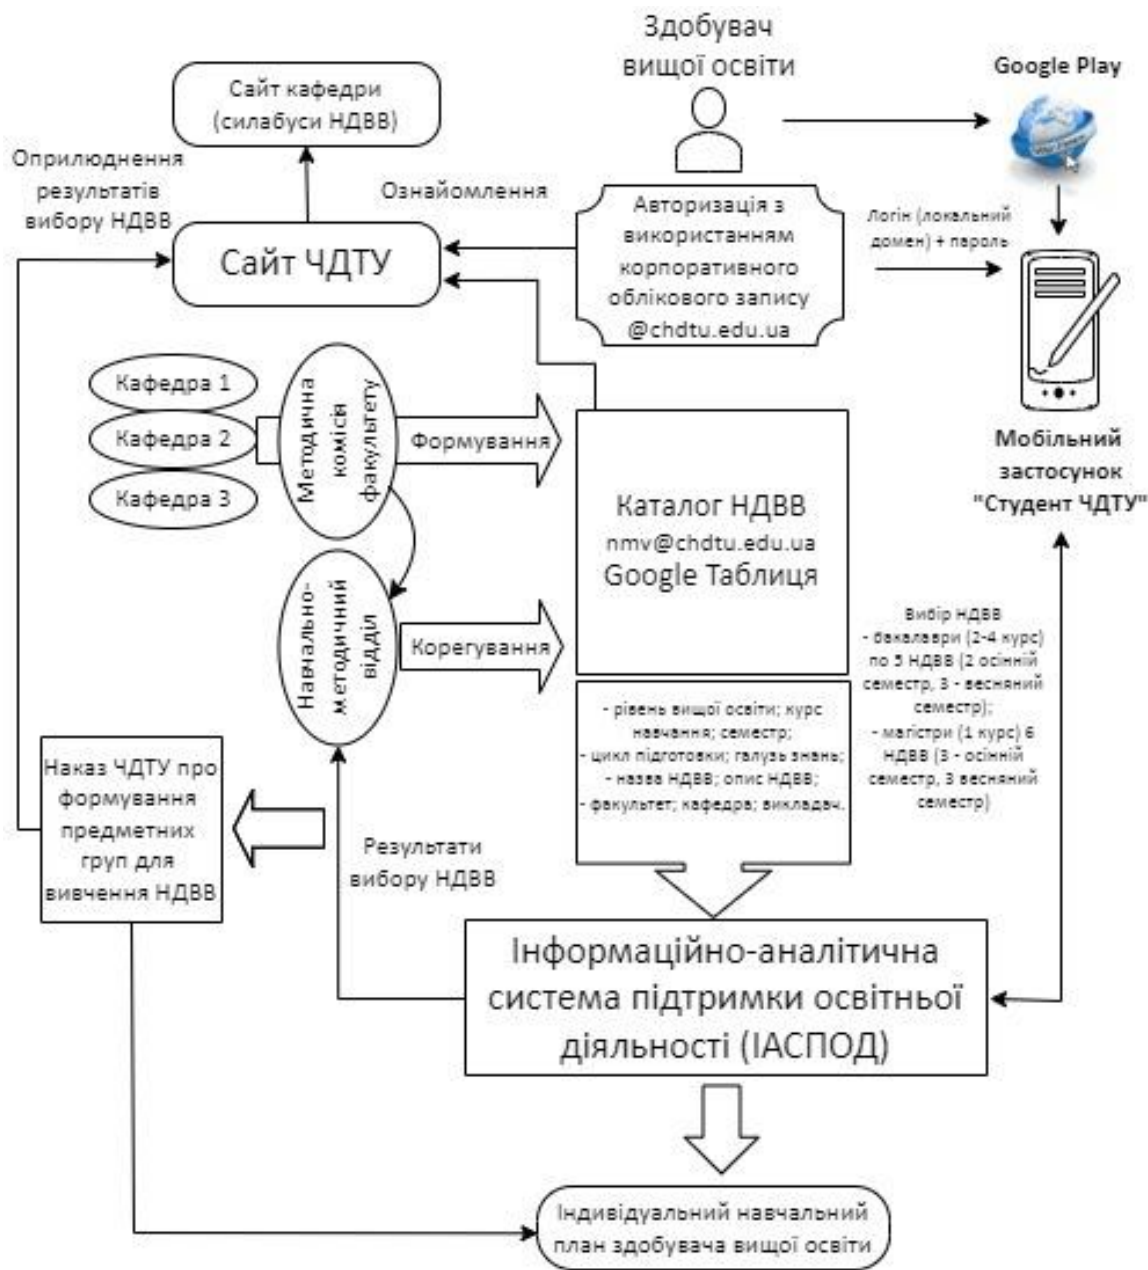 Здобувач
вищої освіти
Google Play
Сайт кафедри
(силабуси НДВВ)
Оприлюднення
результатів
вибору НДВВ
Ознайомлення
Сайт ЧДТУ
Авторизація з
використанням
корпоративного
облікового запису
@chdtu.edu.ua
Логін (локальний
домен) + пароль
Кафедра 1
Кафедра 2
Кафедра 3
Методична
комісія
факультету
Формування
Каталог НДВВ
nmv@chdtu.edu.ua
Google Таблиця
Мобільний
застосунок
"Студент ЧДТУ"
Навчально-
методичний
відділ
Корегування
Вибір НДВВ
- бакалаври (2-4 курс)
по 5 НДВВ (2 осінній
семестр, 3 - весняний
семестр);
- магістри (1 курс) 6
НДВВ (3 - осінній
семестр, 3 весняний
семестр)
- рівень вищої освіти; курс
навчання; семестр;
- цикл підготовки; галузь знань;
- назва НДВВ; опис НДВВ;
- факультет; кафедра; викладач.
Наказ ЧДТУ про
формування
предметних
груп для
вивчення НДВВ
Результати
вибору НДВВ
Інформаційно-аналітична
система підтримки освітньої
діяльності (ІАСПОД)
Індивідуальний навчальний
план здобувача вищої освіти